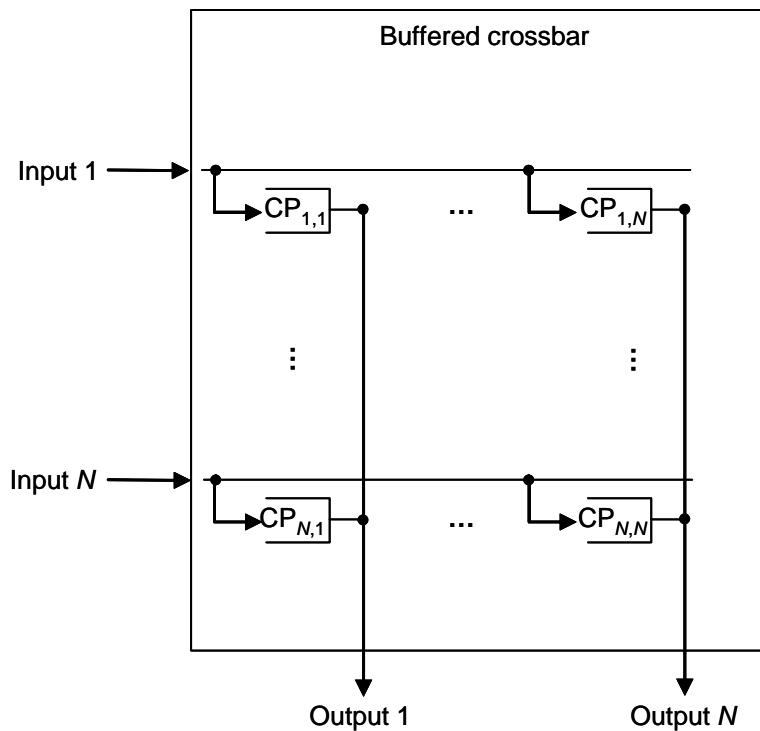 Buffered crossbar
Input 1
CP1,1 ... CP1,N
... ...
Input N
CPN,1 ... CPN,N
Output 1 Output N